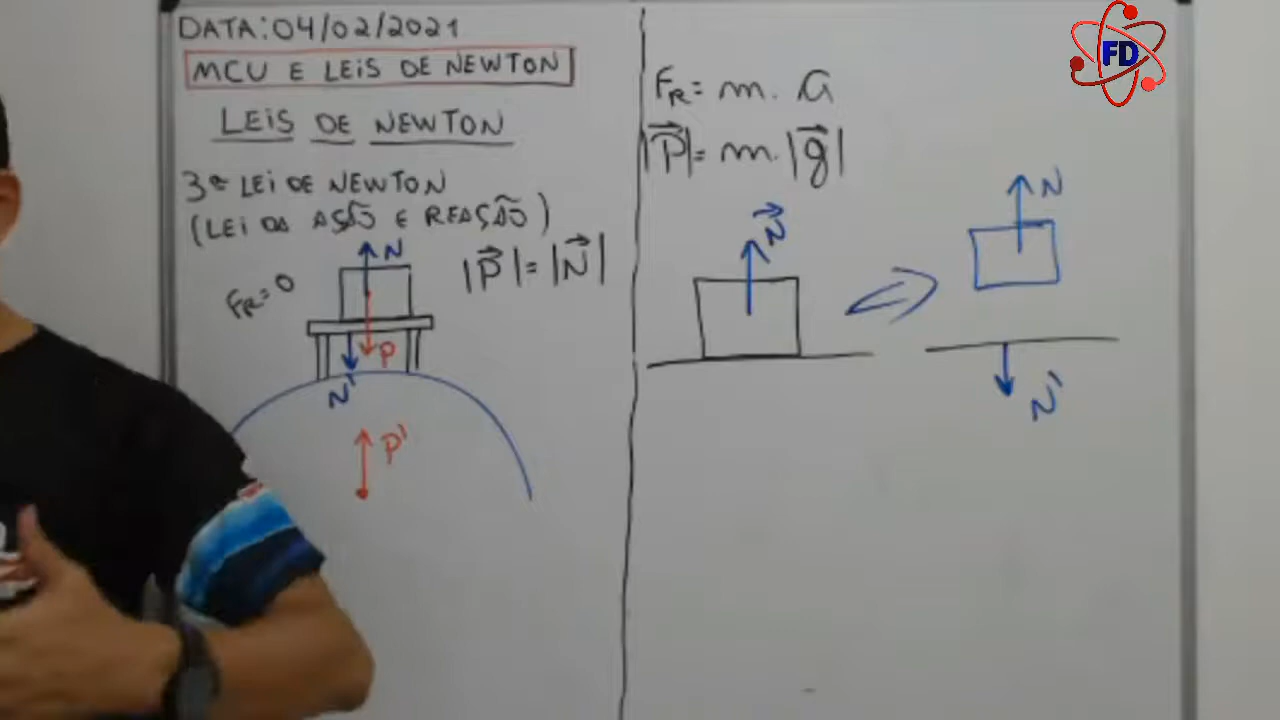 DATA:04/02/2021
MCU E LEIS DE NEWTON
LEIS DE NEWTON
3ª LEI DE NEWTON
(LEI DA AÇÃO E REAÇÃO)
N
|P⃗|=|N⃗|
FR=0
P
N'
P'
FR= m. a
|P⃗|= m.|g⃗|
N⃗
N
N'
FD